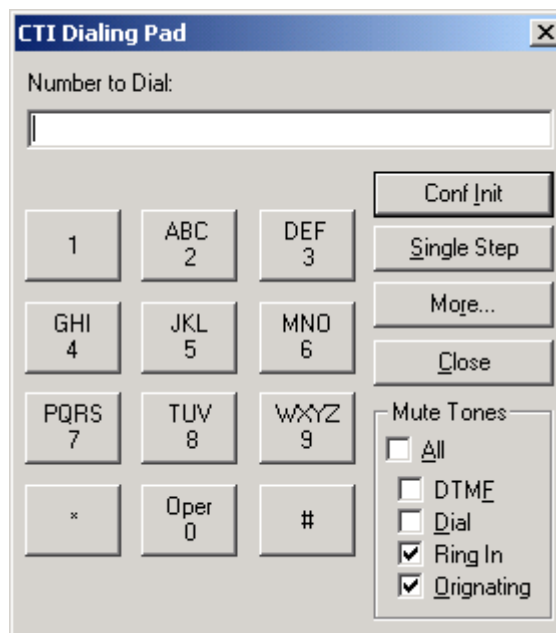 CTI Dialing Pad
Number to Dial:
Conf Init
1
ABC
2
DEF
3
Single Step
More...
GHI
4
JKL
5
MNO
6
Close
PQRS
7
TUV
8
WXYZ
9
Mute Tones
All
DTMF
*
Oper
0
#
Dial
Ring In
Orignating